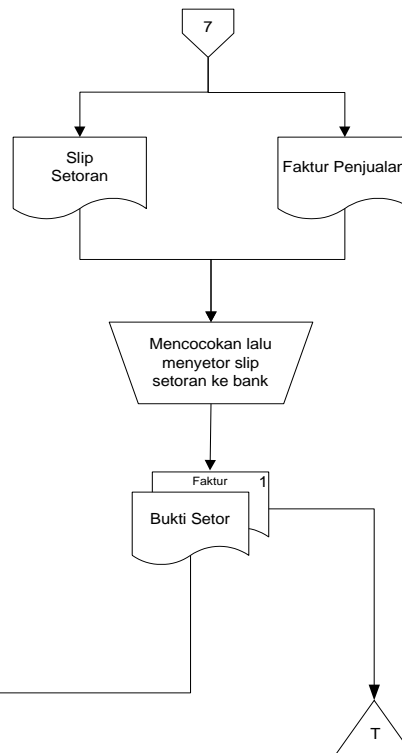 7
Slip
Setoran
Faktur Penjualan
Mencocokan lalu
menyetor slip
setoran ke bank
Faktur
1
Bukti Setor
T